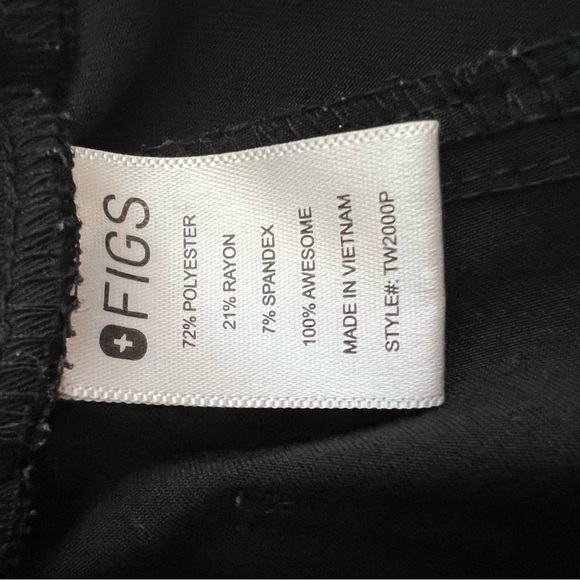 FIGS
72% POLYESTER
21% RAYON
7% SPANDEX
100% AWESOME
MADE IN VIETNAM
STYLE#: TW2000P